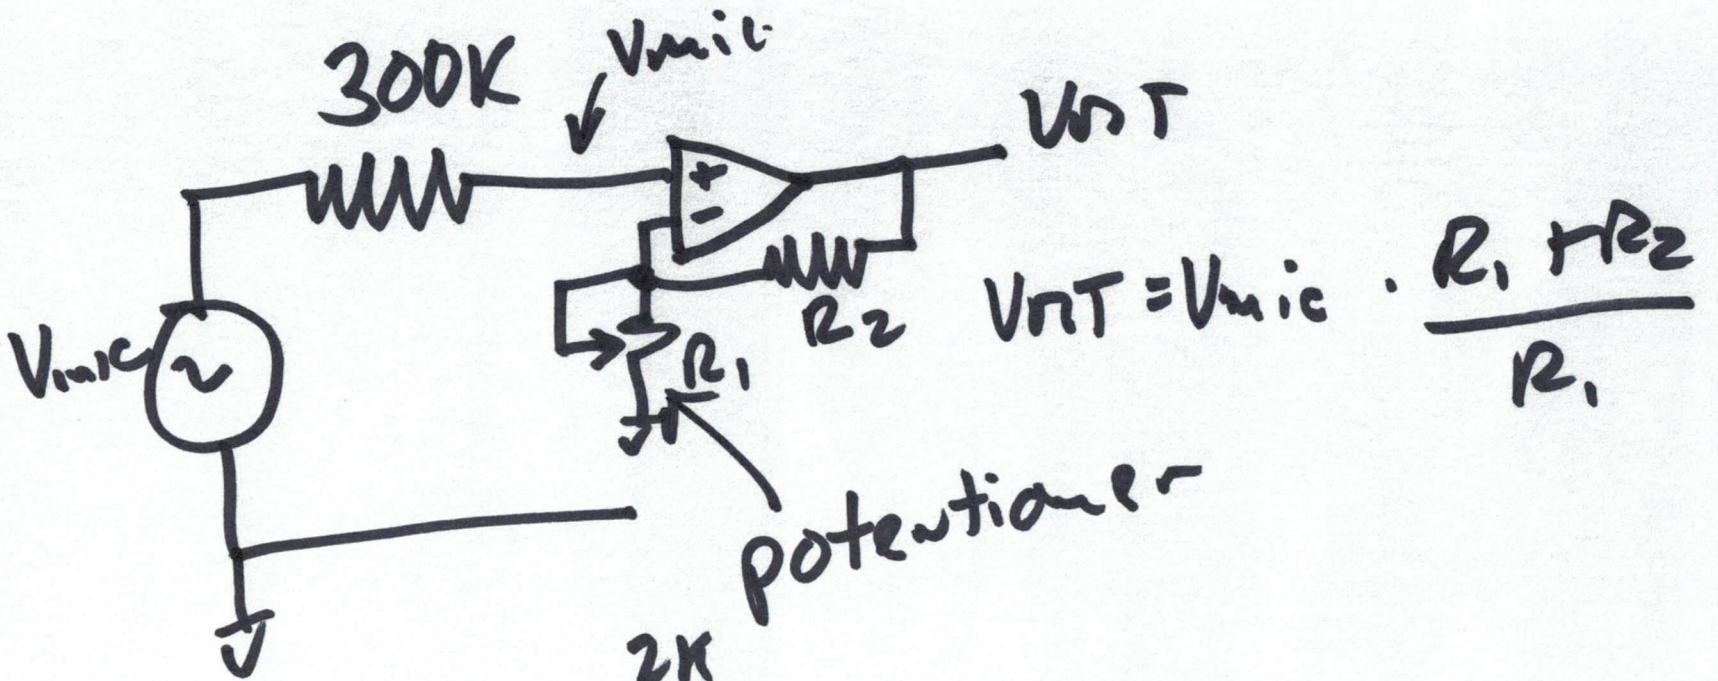 300K
Vmic
VOUT
+
-
Vmic
~
R2
R1
VOUT = Vmic · R1 + R2 / R1
potentiomer
2K